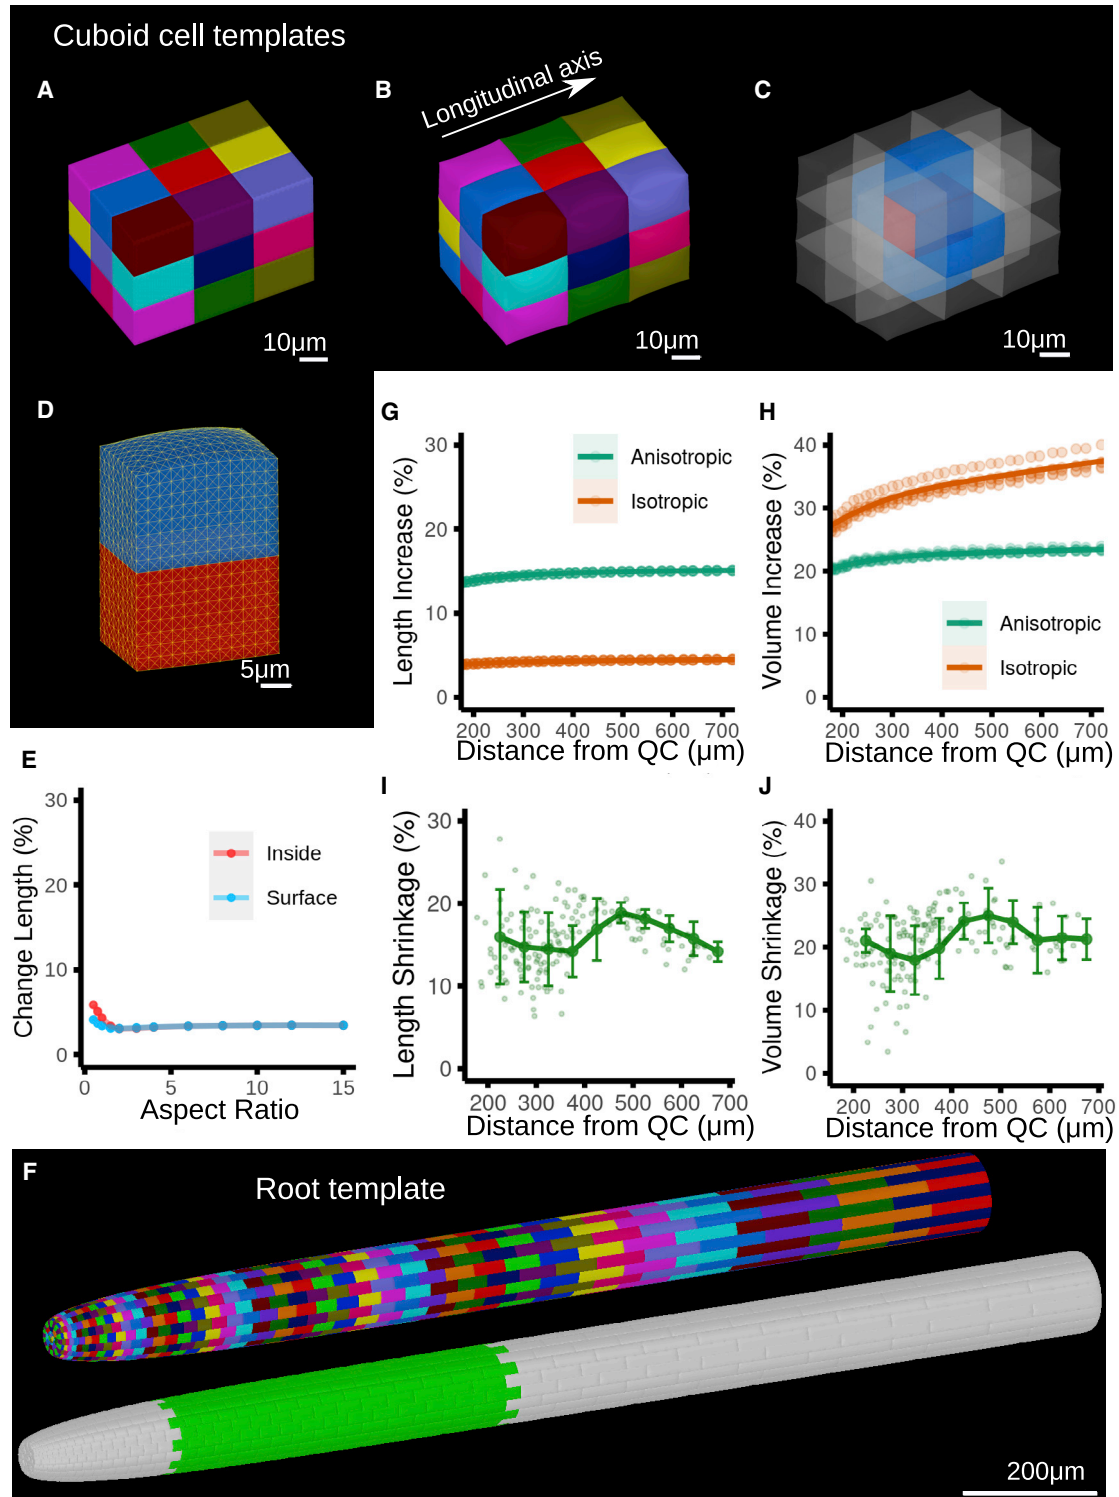 Cuboid cell templates
A
B
C
Longitudinal axis
10μm
10μm
10μm
D
5μm
G
30
20
10
0
Length Increase (%)
Anisotropic
Isotropic
200 300 400 500 600 700
Distance from QC (μm)
H
40
30
20
10
0
Volume Increase (%)
Anisotropic
Isotropic
200 300 400 500 600 700
Distance from QC (μm)
E
30
20
10
0
Change Length (%)
Inside
Surface
0 5 10 15
Aspect Ratio
I
30
20
10
0
Length Shrinkage (%)
200 300 400 500 600 700
Distance from QC (μm)
J
40
30
20
10
0
Volume Shrinkage (%)
200 300 400 500 600 700
Distance from QC (μm)
F
Root template
200μm